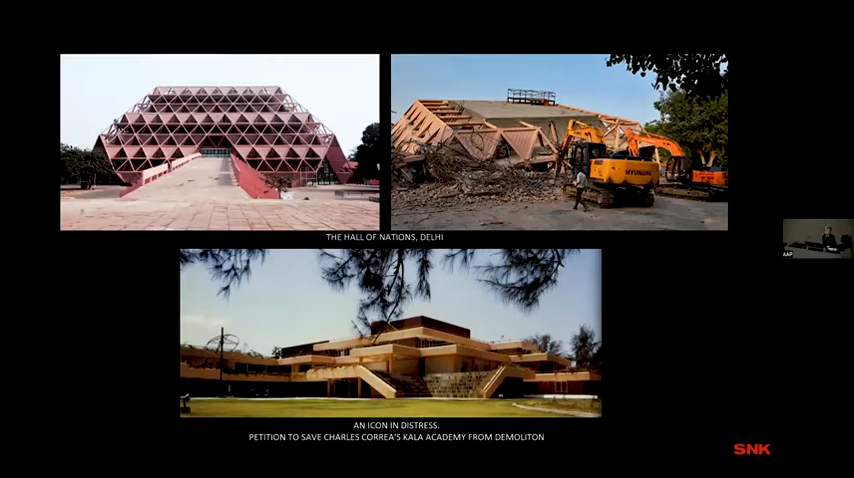 HYUNDAI
THE HALL OF NATIONS, DELHI
AAP
AN ICON IN DISTRESS.
PETITION TO SAVE CHARLES CORREA'S KALA ACADEMY FROM DEMOLITON
SNK